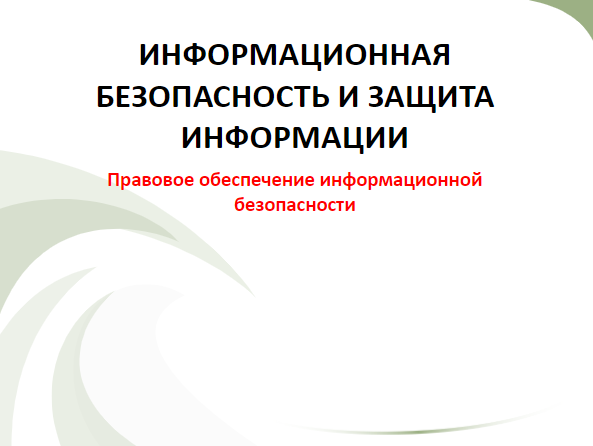 ИНФОРМАЦИОННАЯ
БЕЗОПАСНОСТЬ И ЗАЩИТА
ИНФОРМАЦИИ
Правовое обеспечение информационной
безопасности